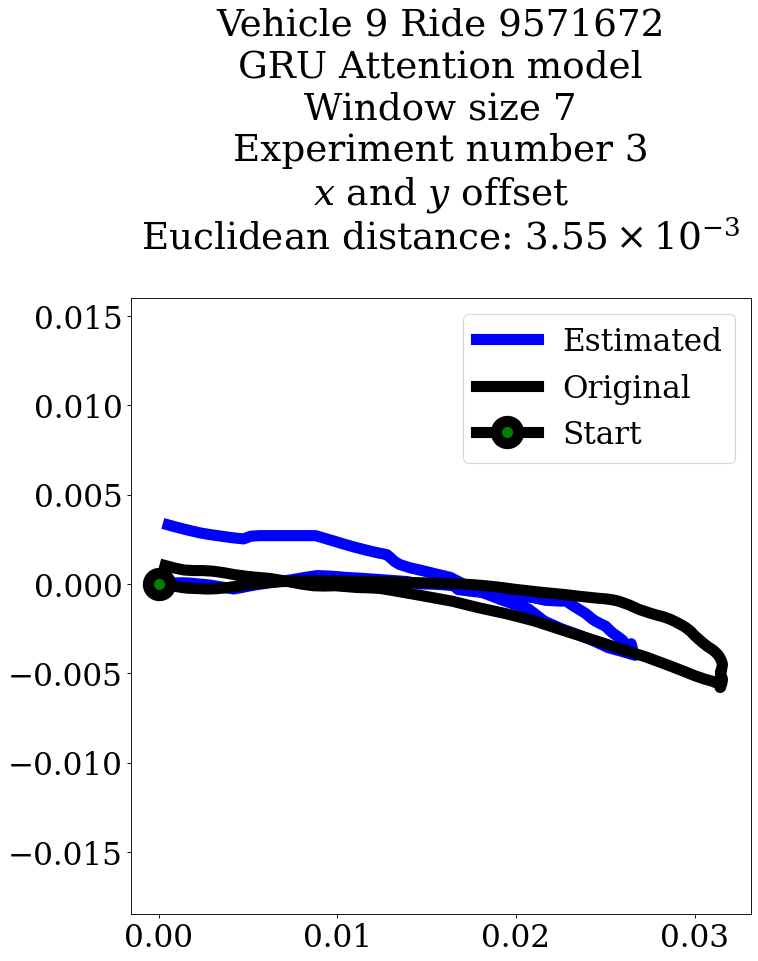 Vehicle 9 Ride 9571672
GRU Attention model
Window size 7
Experiment number 3
x and y offset
Euclidean distance: 3.55 × 10⁻³
Estimated
Original
Start
0.015
0.010
0.005
0.000
−0.005
−0.010
−0.015
0.00 0.01 0.02 0.03